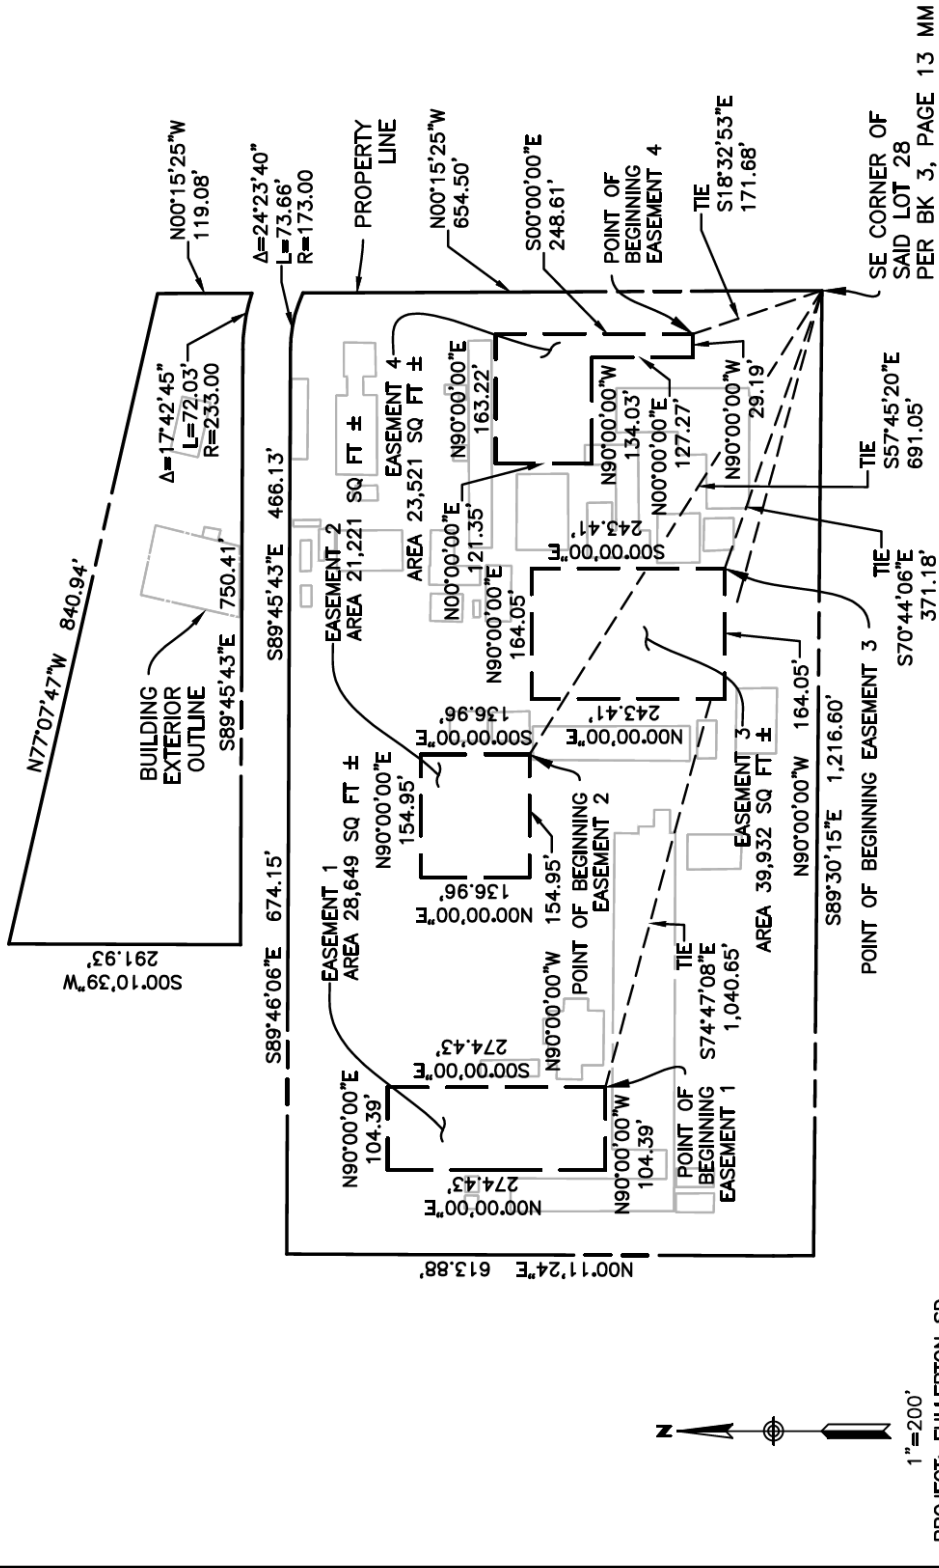 N77°07'47"W 840.94'
N00°15'25"W
119.08'
Δ=17°42'45"
L=72.03'
R=233.00
Δ=24°23'40"
L=73.66'
R=173.00
BUILDING
EXTERIOR
OUTLINE
S89°45'43"E 750.41'
S00°10'39"W
291.93'
S89°46'06"E 674.15'
S89°45'43"E 466.13'
PROPERTY
LINE
N00°15'25"W
654.50'
EASEMENT 1
AREA 28,649 SQ FT ±
EASEMENT 2
AREA 21,221 SQ FT ±
EASEMENT 4
AREA 23,521 SQ FT ±
N90°00'00"E
104.39'
S00°00'00"E
274.43'
N00°00'00"E
274.43'
N90°00'00"W
104.39'
POINT OF
BEGINNING
EASEMENT 1
N90°00'00"E
154.95'
S00°00'00"E
136.96'
N00°00'00"E
136.96'
N90°00'00"W 154.95'
POINT OF BEGINNING
EASEMENT 2
N90°00'00"E
164.05'
S00°00'00"E
243.41'
N00°00'00"E
243.41'
EASEMENT 3
AREA 39,932 SQ FT ±
N90°00'00"W 164.05'
POINT OF BEGINNING EASEMENT 3
N90°00'00"E
163.22'
N00°00'00"E
121.35'
N90°00'00"W
134.03'
N00°00'00"E
127.27'
N90°00'00"W
29.19'
S00°00'00"E
248.61'
POINT OF
BEGINNING
EASEMENT 4
TIE
S18°32'53"E
171.68'
TIE
S57°45'20"E
691.05'
TIE
S70°44'06"E
371.18'
TIE
S74°47'08"E
1,040.65'
N00°11'24"E 613.88'
S89°30'15"E 1,216.60'
SE CORNER OF
SAID LOT 28
PER BK 3, PAGE 13 MM
N
1"=200'
PROJECT: FULLERTON SR